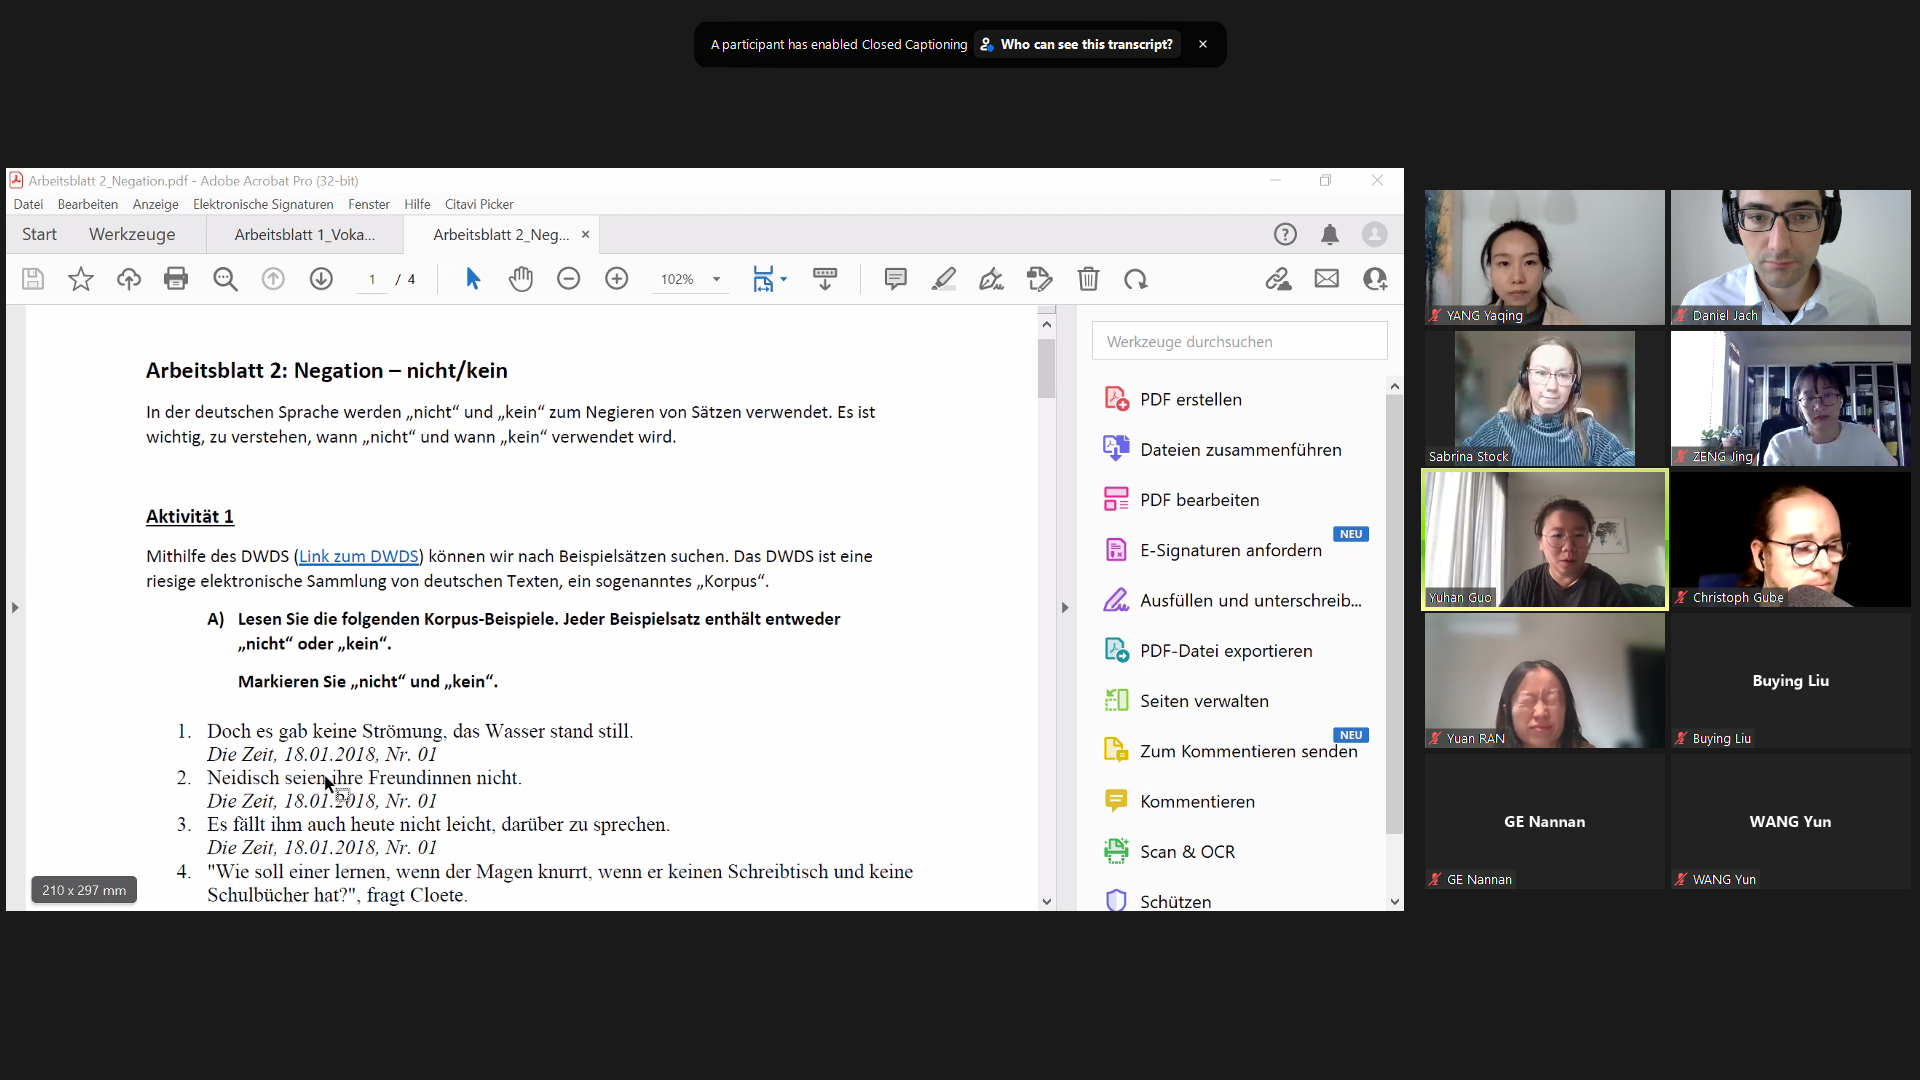 A participant has enabled Closed Captioning Who can see this transcript? ×
Arbeitsblatt 2_Negation.pdf - Adobe Acrobat Pro (32-bit)
Datei Bearbeiten Anzeige Elektronische Signaturen Fenster Hilfe Citavi Picker
Start Werkzeuge Arbeitsblatt 1_Voka... Arbeitsblatt 2_Neg... ×
1 / 4 102%
Arbeitsblatt 2: Negation – nicht/kein
In der deutschen Sprache werden „nicht“ und „kein“ zum Negieren von Sätzen verwendet. Es ist
wichtig, zu verstehen, wann „nicht“ und wann „kein“ verwendet wird.
Aktivität 1
Mithilfe des DWDS (Link zum DWDS) können wir nach Beispielsätzen suchen. Das DWDS ist eine
riesige elektronische Sammlung von deutschen Texten, ein sogenanntes „Korpus“.
A) Lesen Sie die folgenden Korpus-Beispiele. Jeder Beispielsatz enthält entweder
„nicht“ oder „kein“.
Markieren Sie „nicht“ und „kein“.
1. Doch es gab keine Strömung, das Wasser stand still.
Die Zeit, 18.01.2018, Nr. 01
2. Neidisch seien ihre Freundinnen nicht.
Die Zeit, 18.01.2018, Nr. 01
3. Es fällt ihm auch heute nicht leicht, darüber zu sprechen.
Die Zeit, 18.01.2018, Nr. 01
4. "Wie soll einer lernen, wenn der Magen knurrt, wenn er keinen Schreibtisch und keine
Schulbücher hat?", fragt Cloete.
210 x 297 mm
Werkzeuge durchsuchen
PDF erstellen
Dateien zusammenführen
PDF bearbeiten
NEU
E-Signaturen anfordern
Ausfüllen und unterschreib...
PDF-Datei exportieren
Seiten verwalten
NEU
Zum Kommentieren senden
Kommentieren
Scan & OCR
Schützen
YANG Yaqing
Daniel Jach
Sabrina Stock
ZENG Jing
Yuhan Guo
Christoph Gube
Yuan RAN
Buying Liu
Buying Liu
GE Nannan
GE Nannan
WANG Yun
WANG Yun